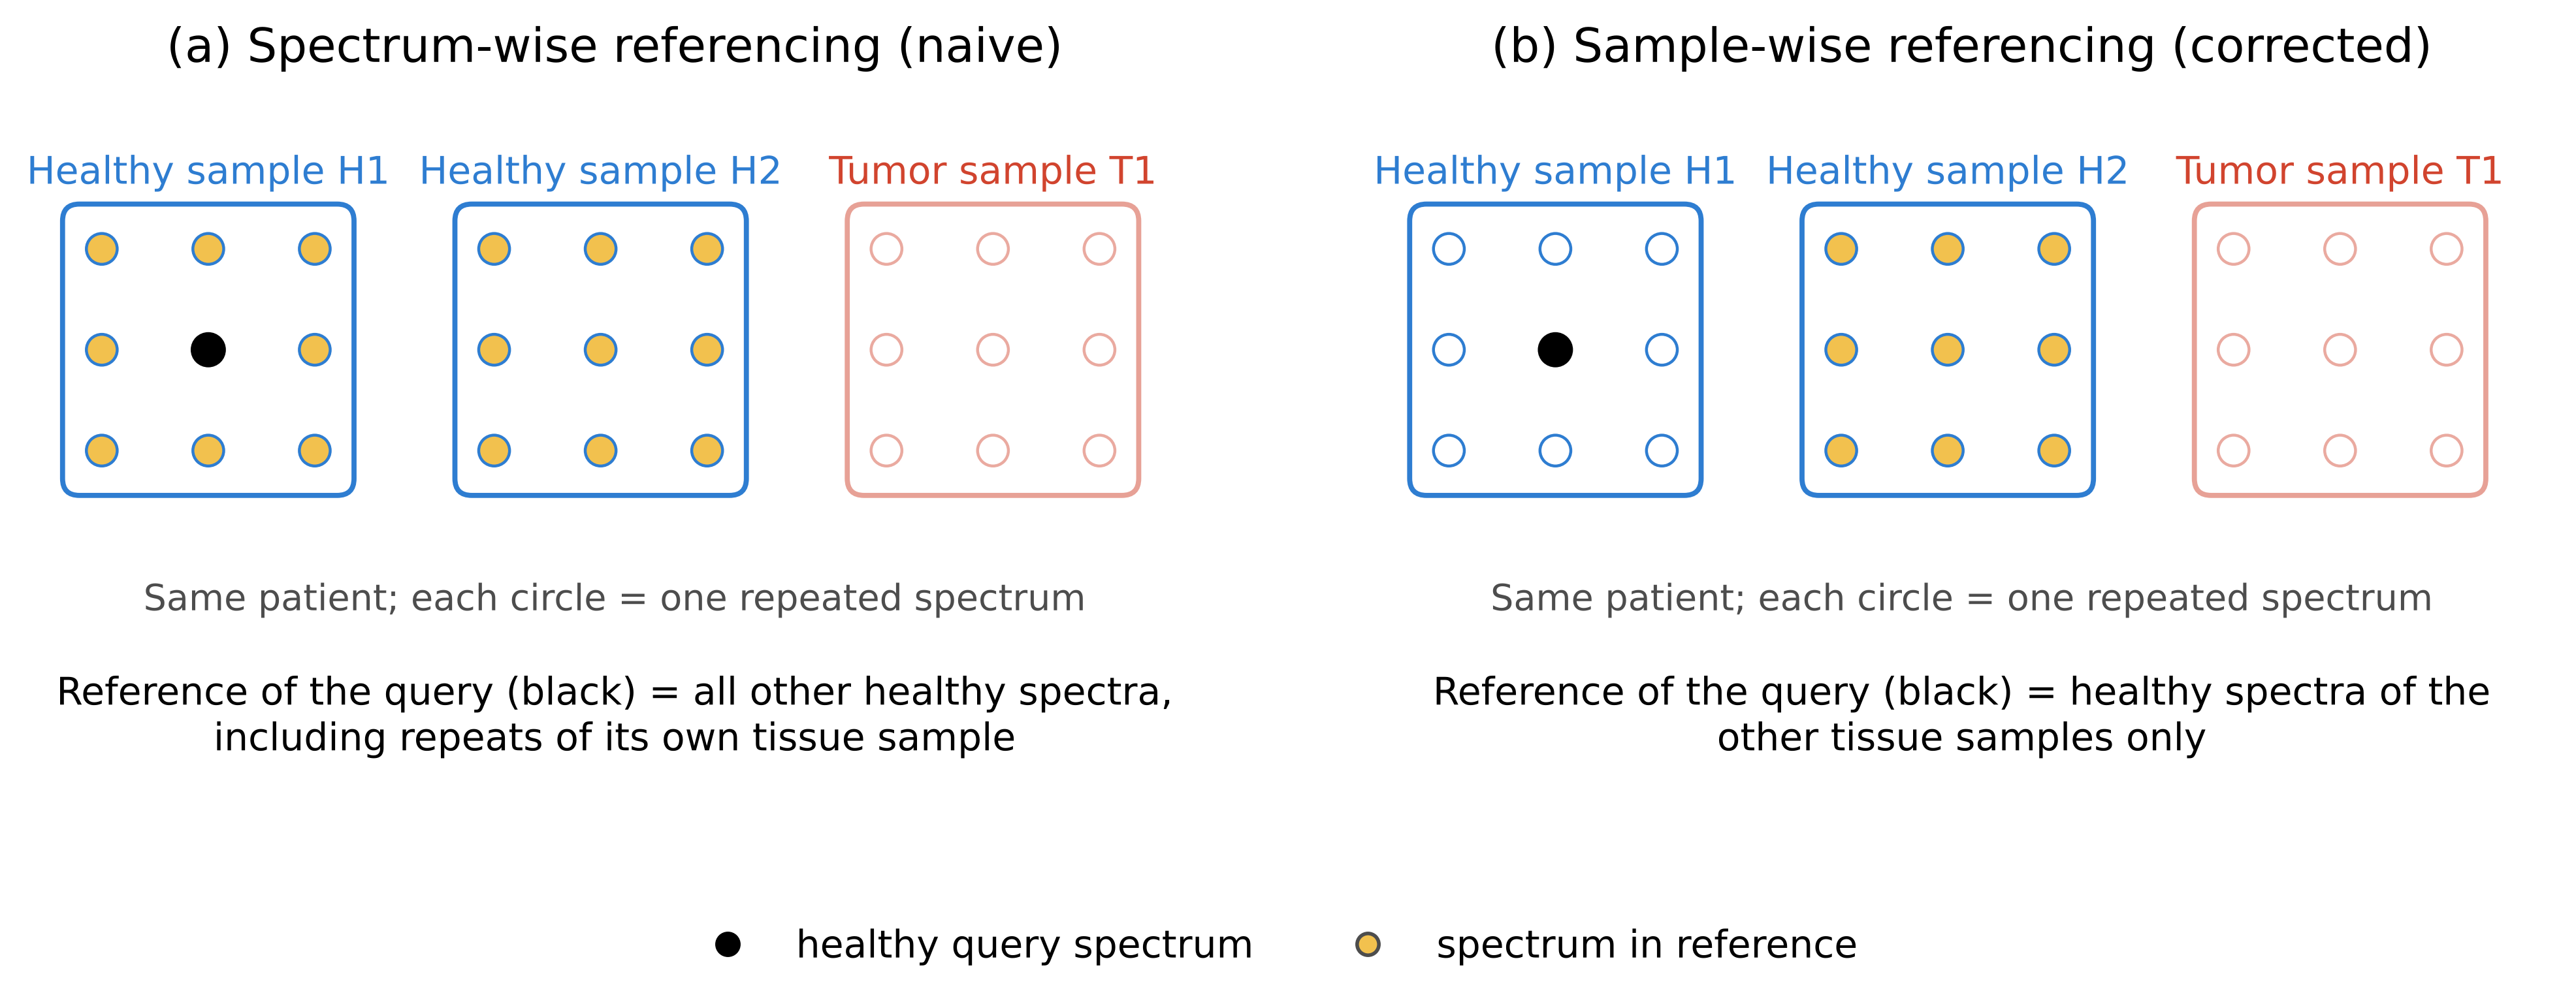 (a) Spectrum-wise referencing (naive)
Healthy sample H1
Healthy sample H2
Tumor sample T1
Same patient; each circle = one repeated spectrum
Reference of the query (black) = all other healthy spectra,
including repeats of its own tissue sample
(b) Sample-wise referencing (corrected)
Healthy sample H1
Healthy sample H2
Tumor sample T1
Same patient; each circle = one repeated spectrum
Reference of the query (black) = healthy spectra of the
other tissue samples only
healthy query spectrum
spectrum in reference